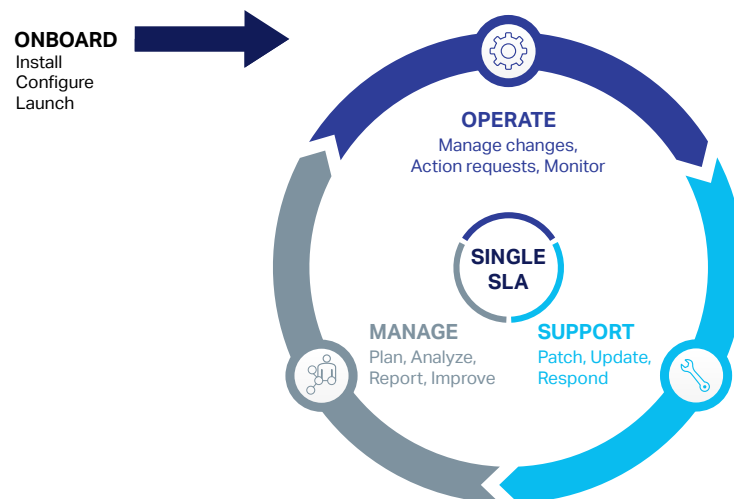 ONBOARD
Install
Configure
Launch
OPERATE
Manage changes,
Action requests, Monitor
SINGLE
SLA
MANAGE
Plan, Analyze,
Report, Improve
SUPPORT
Patch, Update,
Respond